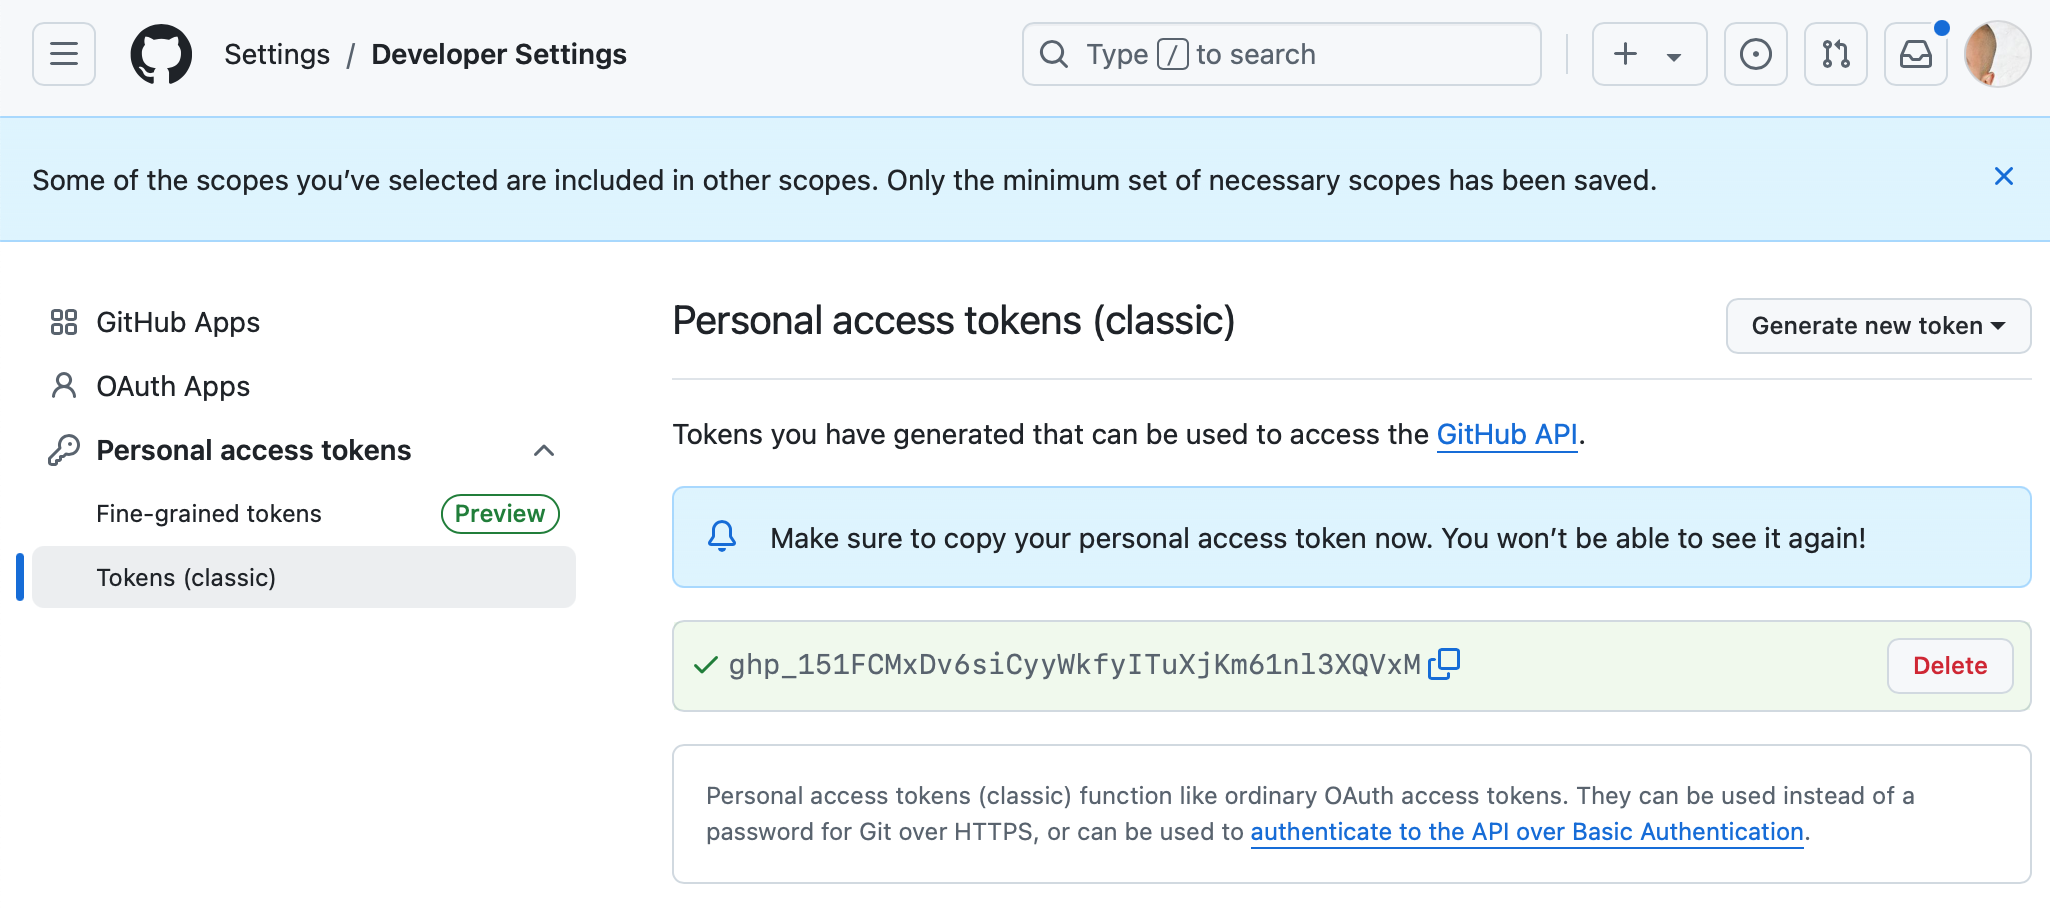 Settings / Developer Settings
Type / to search
Some of the scopes you’ve selected are included in other scopes. Only the minimum set of necessary scopes has been saved.
GitHub Apps
OAuth Apps
Personal access tokens
Fine-grained tokens Preview
Tokens (classic)
Personal access tokens (classic)
Generate new token
Tokens you have generated that can be used to access the GitHub API.
Make sure to copy your personal access token now. You won’t be able to see it again!
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
Delete
Personal access tokens (classic) function like ordinary OAuth access tokens. They can be used instead of a
password for Git over HTTPS, or can be used to authenticate to the API over Basic Authentication.